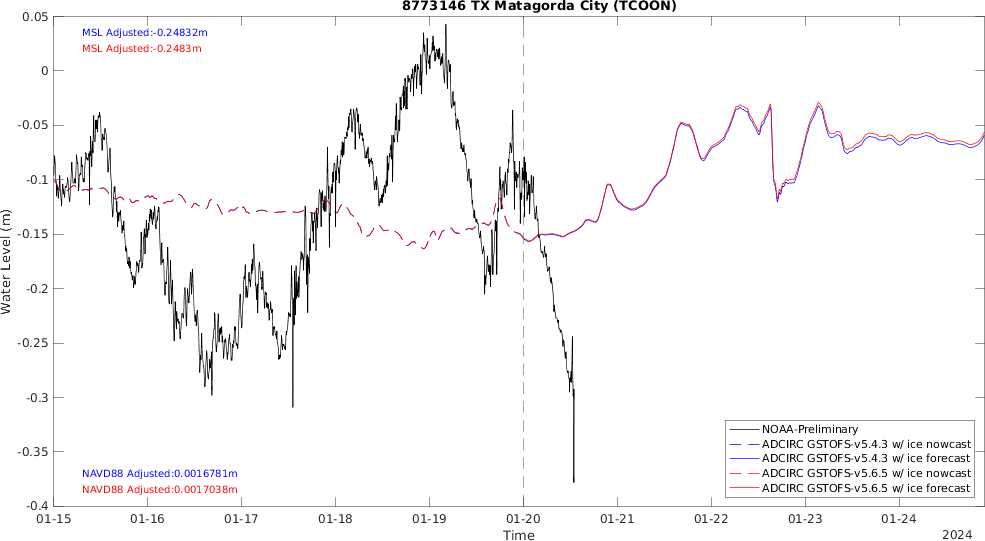 8773146 TX Matagorda City (TCOON)
MSL Adjusted:-0.24832m
MSL Adjusted:-0.2483m
0.05
0
-0.05
-0.1
-0.15
-0.2
-0.25
-0.3
-0.35
-0.4
Water Level (m)
NAVD88 Adjusted:0.0016781m
NAVD88 Adjusted:0.0017038m
NOAA-Preliminary
ADCIRC GSTOFS-v5.4.3 w/ ice nowcast
ADCIRC GSTOFS-v5.4.3 w/ ice forecast
ADCIRC GSTOFS-v5.6.5 w/ ice nowcast
ADCIRC GSTOFS-v5.6.5 w/ ice forecast
01-15 01-16 01-17 01-18 01-19 01-20 01-21 01-22 01-23 01-24
Time
2024